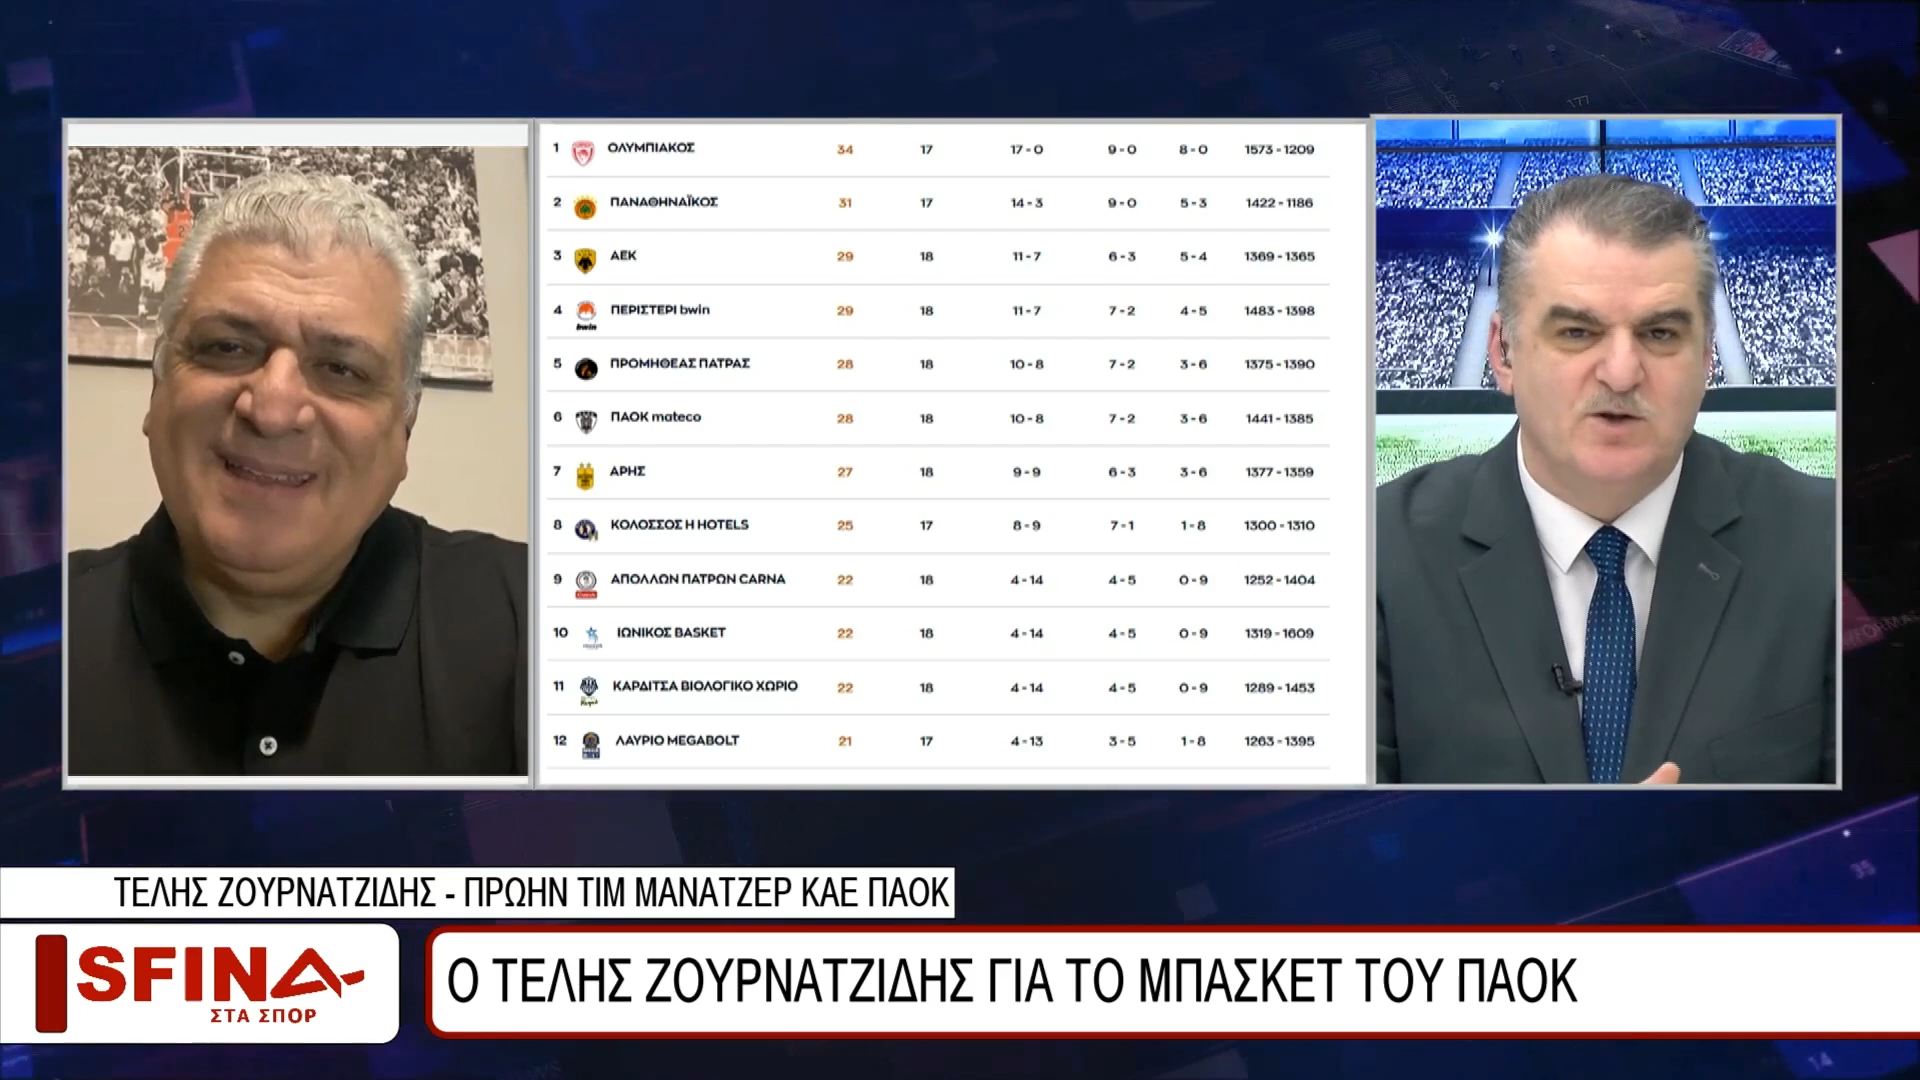 1 ΟΛΥΜΠΙΑΚΟΣ 34 17 17 - 0 9 - 0 8 - 0 1573 - 1209
2 ΠΑΝΑΘΗΝΑΪΚΟΣ 31 17 14 - 3 9 - 0 5 - 3 1422 - 1186
3 ΑΕΚ 29 18 11 - 7 6 - 3 5 - 4 1369 - 1365
4 bwin ΠΕΡΙΣΤΕΡΙ bwin 29 18 11 - 7 7 - 2 4 - 5 1483 - 1398
5 ΠΡΟΜΗΘΕΑΣ ΠΑΤΡΑΣ 28 18 10 - 8 7 - 2 3 - 6 1375 - 1390
6 ΠΑΟΚ mateco 28 18 10 - 8 7 - 2 3 - 6 1441 - 1385
7 ΑΡΗΣ 27 18 9 - 9 6 - 3 3 - 6 1377 - 1359
8 ΚΟΛΟΣΣΟΣ H HOTELS 25 17 8 - 9 7 - 1 1 - 8 1300 - 1310
9 ΑΠΟΛΛΩΝ ΠΑΤΡΩΝ CARNA 22 18 4 - 14 4 - 5 0 - 9 1252 - 1404
10 ΙΩΝΙΚΟΣ BASKET 22 18 4 - 14 4 - 5 0 - 9 1319 - 1609
11 ΚΑΡΔΙΤΣΑ ΒΙΟΛΟΓΙΚΟ ΧΩΡΙΟ 22 18 4 - 14 4 - 5 0 - 9 1289 - 1453
12 ΛΑΥΡΙΟ MEGABOLT 21 17 4 - 13 3 - 5 1 - 8 1263 - 1395
177
35
14
ΤΕΛΗΣ ΖΟΥΡΝΑΤΖΙΔΗΣ - ΠΡΩΗΝ ΤΙΜ ΜΑΝΑΤΖΕΡ ΚΑΕ ΠΑΟΚ
SFINA
ΣΤΑ ΣΠΟΡ
Ο ΤΕΛΗΣ ΖΟΥΡΝΑΤΖΙΔΗΣ ΓΙΑ ΤΟ ΜΠΑΣΚΕΤ ΤΟΥ ΠΑΟΚ